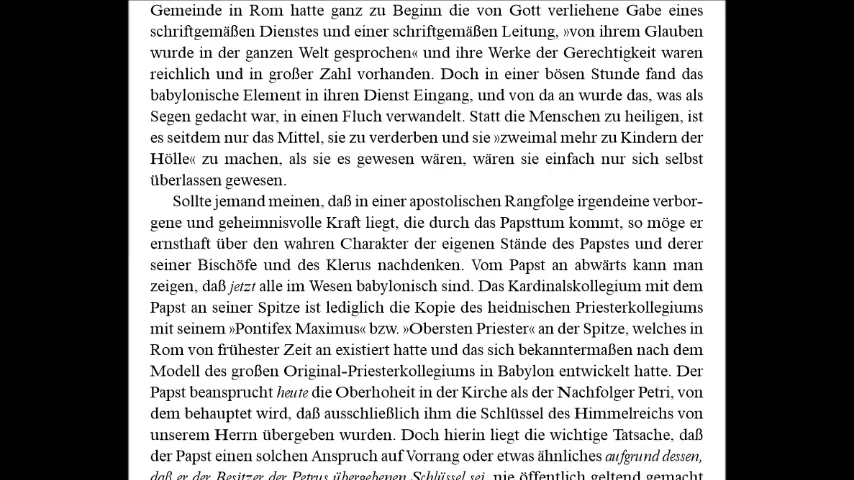 Gemeinde in Rom hatte ganz zu Beginn die von Gott verliehene Gabe eines
schriftgemäßen Dienstes und einer schriftgemäßen Leitung, »von ihrem Glauben
wurde in der ganzen Welt gesprochen« und ihre Werke der Gerechtigkeit waren
reichlich und in großer Zahl vorhanden. Doch in einer bösen Stunde fand das
babylonische Element in ihren Dienst Eingang, und von da an wurde das, was als
Segen gedacht war, in einen Fluch verwandelt. Statt die Menschen zu heiligen, ist
es seitdem nur das Mittel, sie zu verderben und sie »zweimal mehr zu Kindern der
Hölle« zu machen, als sie es gewesen wären, wären sie einfach nur sich selbst
überlassen gewesen.
Sollte jemand meinen, daß in einer apostolischen Rangfolge irgendeine verbor-
gene und geheimnisvolle Kraft liegt, die durch das Papsttum kommt, so möge er
ernsthaft über den wahren Charakter der eigenen Stände des Papstes und derer
seiner Bischöfe und des Klerus nachdenken. Vom Papst an abwärts kann man
zeigen, daß jetzt alle im Wesen babylonisch sind. Das Kardinalskollegium mit dem
Papst an seiner Spitze ist lediglich die Kopie des heidnischen Priesterkollegiums
mit seinem »Pontifex Maximus« bzw. »Obersten Priester« an der Spitze, welches in
Rom von frühester Zeit an existiert hatte und das sich bekanntermaßen nach dem
Modell des großen Original-Priesterkollegiums in Babylon entwickelt hatte. Der
Papst beansprucht heute die Oberhoheit in der Kirche als der Nachfolger Petri, von
dem behauptet wird, daß ausschließlich ihm die Schlüssel des Himmelreichs von
unserem Herrn übergeben wurden. Doch hierin liegt die wichtige Tatsache, daß
der Papst einen solchen Anspruch auf Vorrang oder etwas ähnliches aufgrund dessen,
daß er der Besitzer der Petrus übergebenen Schlüssel sei, nie öffentlich geltend gemacht